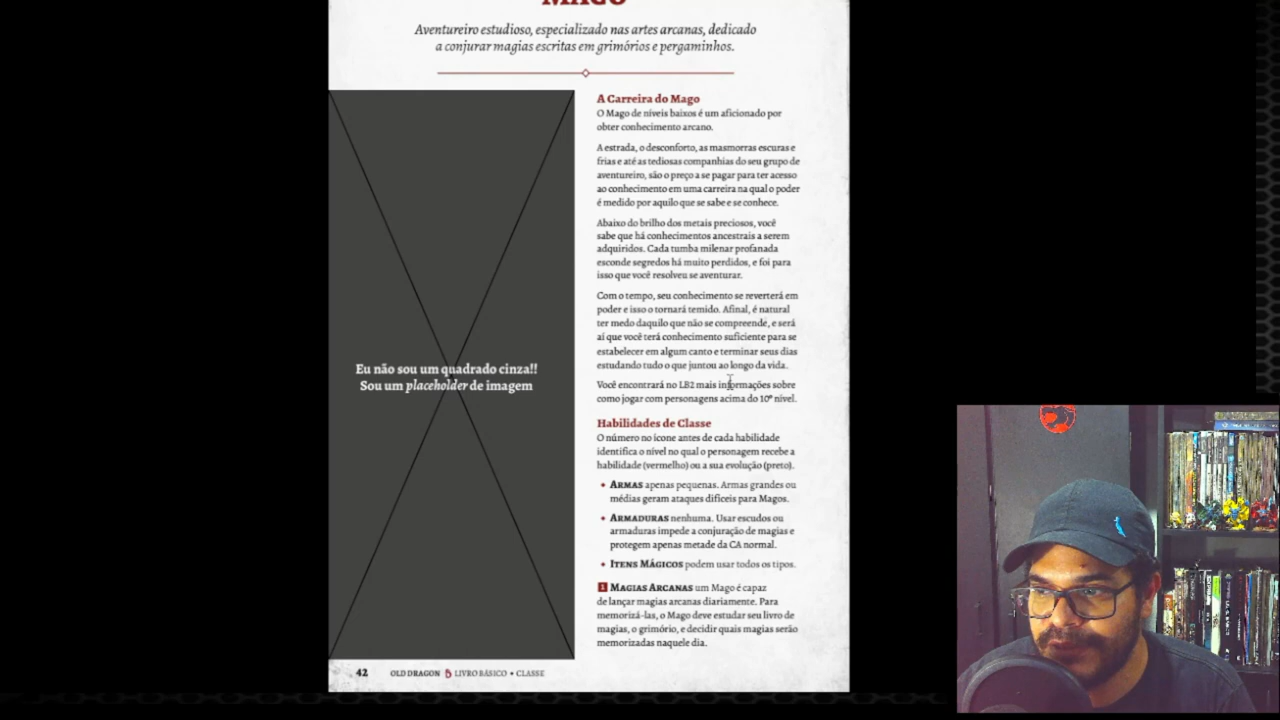 MAGO
Aventureiro estudioso, especializado nas artes arcanas, dedicado
a conjurar magias escritas em grimórios e pergaminhos.
A Carreira do Mago
O Mago de níveis baixos é um aficionado por
obter conhecimento arcano.
A estrada, o desconforto, as masmorras escuras e
frias e até as tediosas companhias do seu grupo de
aventureiro, são o preço a se pagar para ter acesso
ao conhecimento em uma carreira na qual o poder
é medido por aquilo que se sabe e se conhece.
Abaixo do brilho dos metais preciosos, você
sabe que há conhecimentos ancestrais a serem
adquiridos. Cada tumba milenar profanada
esconde segredos há muito perdidos, e foi para
isso que você resolveu se aventurar.
Com o tempo, seu conhecimento se reverterá em
poder e isso o tornará temido. Afinal, é natural
ter medo daquilo que não se compreende, e será
aí que você terá conhecimento suficiente para se
estabelecer em algum canto e terminar seus dias
estudando tudo o que juntou ao longo da vida.
Você encontrará no LB2 mais informações sobre
como jogar com personagens acima do 10º nível.
Habilidades de Classe
O número no ícone antes de cada habilidade
identifica o nível no qual o personagem recebe a
habilidade (vermelho) ou a sua evolução (preto).
• ARMAS apenas pequenas. Armas grandes ou
médias geram ataques difíceis para Magos.
• ARMADURAS nenhuma. Usar escudos ou
armaduras impede a conjuração de magias e
protegem apenas metade da CA normal.
• ITENS MÁGICOS podem usar todos os tipos.
1 MAGIAS ARCANAS um Mago é capaz
de lançar magias arcanas diariamente. Para
memorizá-las, o Mago deve estudar seu livro de
magias, o grimório, e decidir quais magias serão
memorizadas naquele dia.
Eu não sou um quadrado cinza!!
Sou um placeholder de imagem
42 OLD DRAGON LIVRO BÁSICO • CLASSE